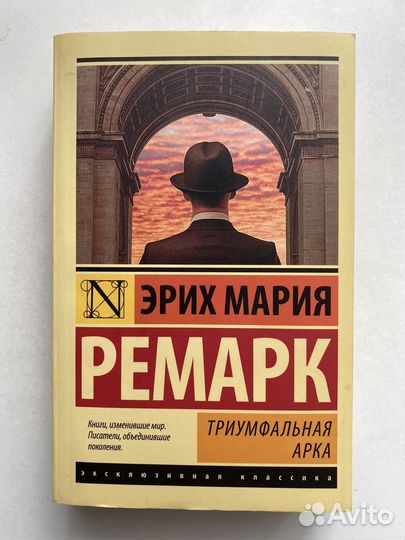 N
ЭРИХ МАРИЯ
РЕМАРК
Книги, изменившие мир.
Писатели, объединившие
поколения.
ТРИУМФАЛЬНАЯ
АРКА
эксклюзивная классика
Avito